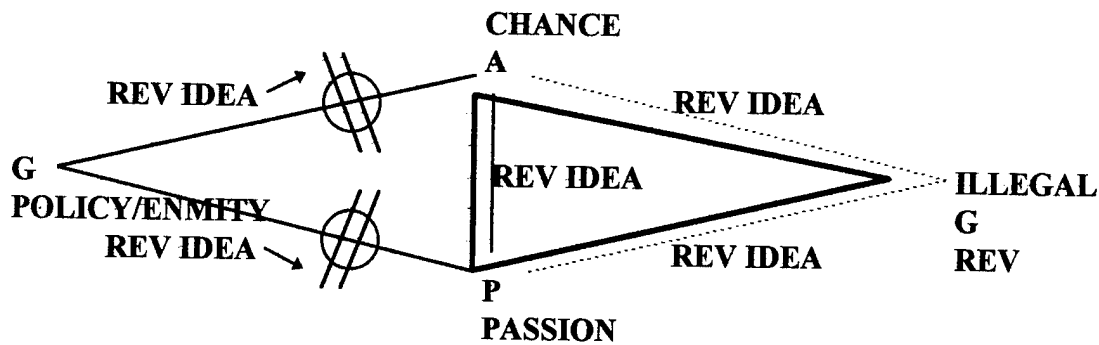 CHANCE
A
REV IDEA
REV IDEA
G
POLICY/ENMITY
REV IDEA
REV IDEA
ILLEGAL
G
REV
REV IDEA
P
PASSION